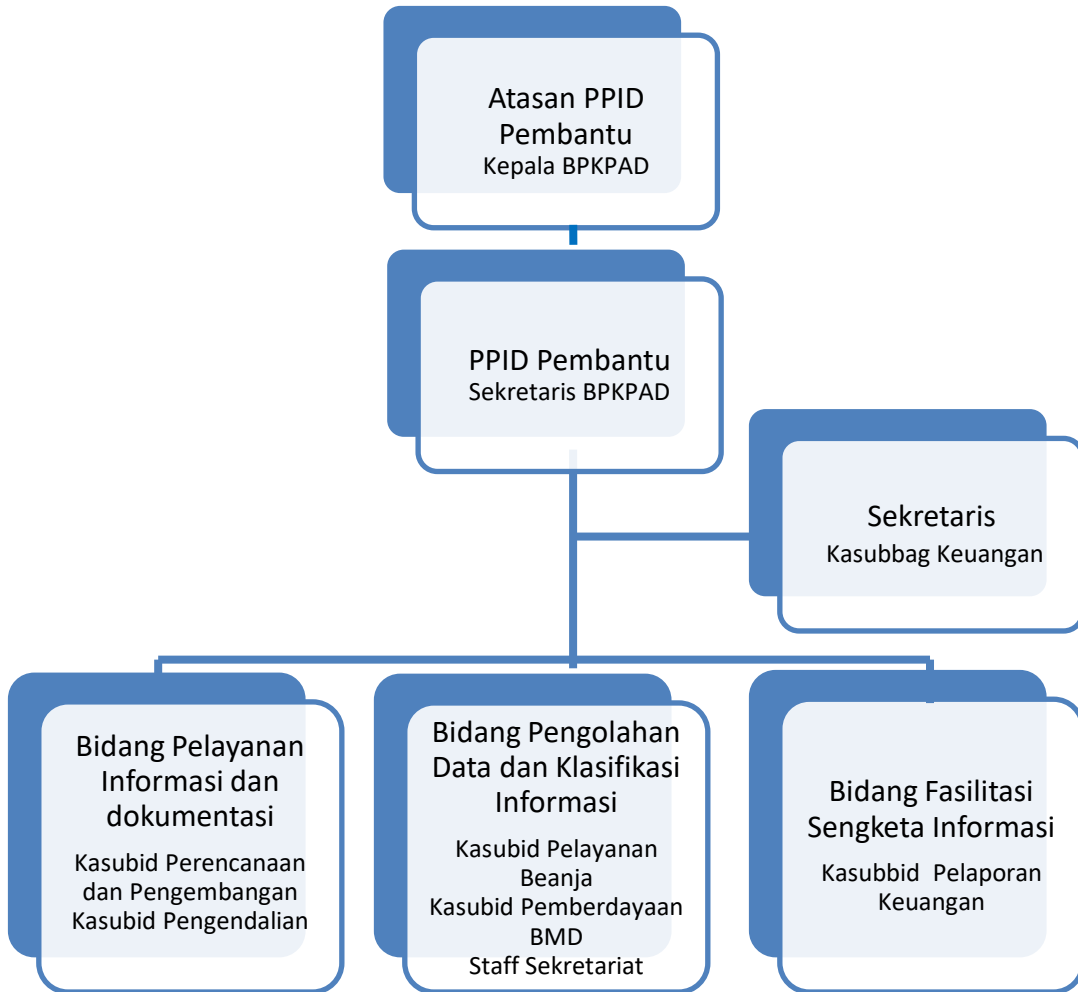 Atasan PPID
Pembantu
Kepala BPKPAD
PPID Pembantu
Sekretaris BPKPAD
Sekretaris
Kasubbag Keuangan
Bidang Pelayanan
Informasi dan
dokumentasi
Kasubid Perencanaan
dan Pengembangan
Kasubid Pengendalian
Bidang Pengolahan
Data dan Klasifikasi
Informasi
Kasubid Pelayanan
Beanja
Kasubid Pemberdayaan
BMD
Staff Sekretariat
Bidang Fasilitasi
Sengketa Informasi
Kasubbid Pelaporan
Keuangan